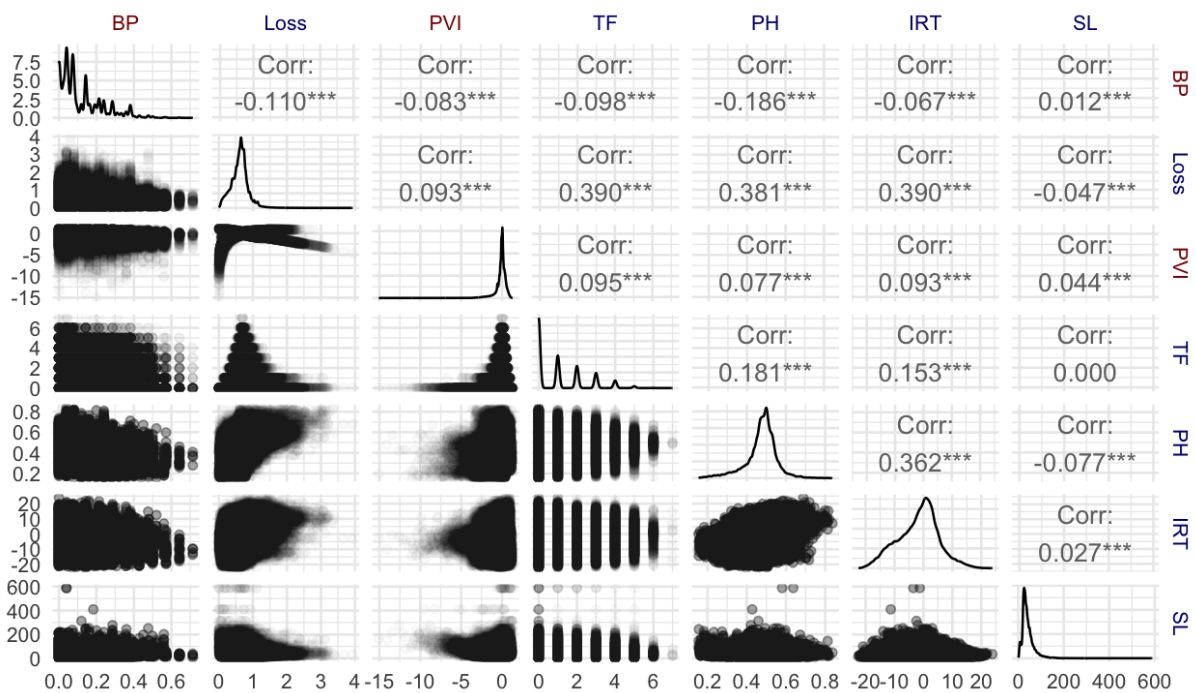 BP Loss PVI TF PH IRT SL
7.5 Corr: Corr: Corr: Corr: Corr: Corr: BP
5.0
2.5 -0.110*** -0.083*** -0.098*** -0.186*** -0.067*** 0.012***
0.0
4 Corr: Corr: Corr: Corr: Corr: Loss
3
2
1 0.093*** 0.390*** 0.381*** 0.390*** -0.047***
0
0 Corr: Corr: Corr: Corr: PVI
-5
-10 0.095*** 0.077*** 0.093*** 0.044***
-15
6 Corr: Corr: Corr: TF
4
2 0.181*** 0.153*** 0.000
0
0.8 Corr: Corr: PH
0.6
0.4 0.362*** -0.077***
0.2
20 Corr: IRT
10
0
-10 0.027***
-20
600 SL
400
200
0
0.0 0.2 0.4 0.6 0 1 2 3 4 -15 -10 -5 0 0 2 4 6 0.2 0.4 0.6 0.8 -20 -10 0 10 20 0 200 400 600